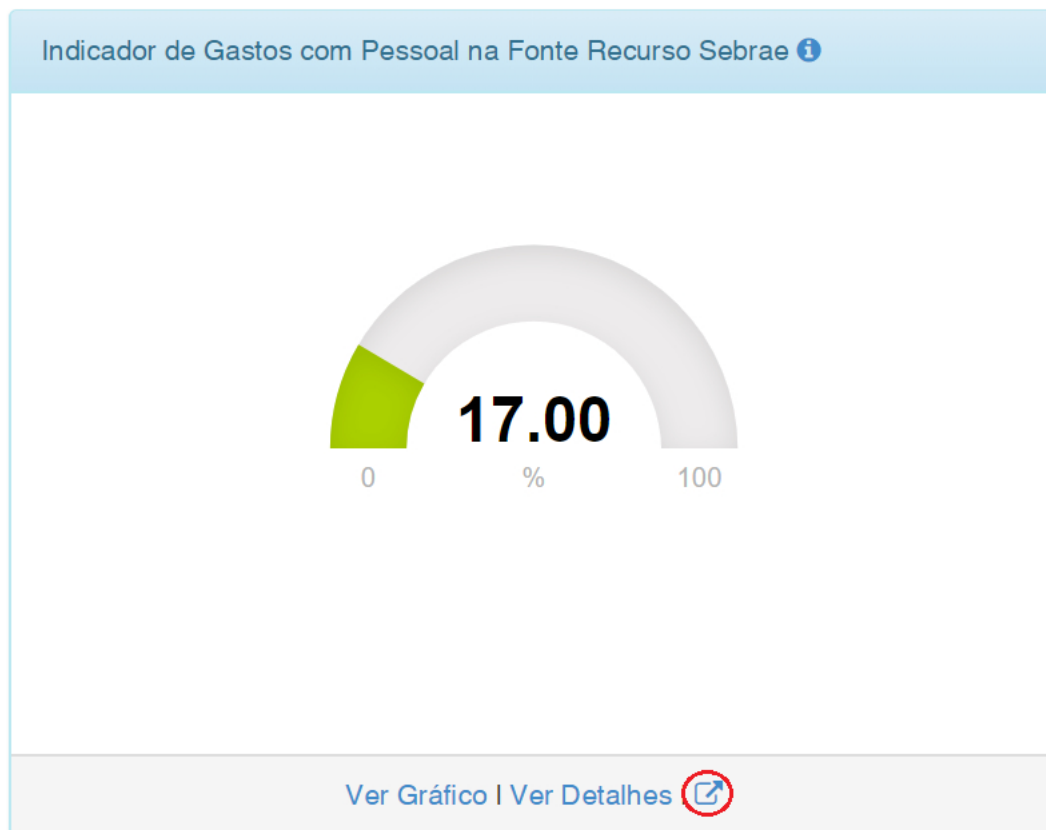 Indicador de Gastos com Pessoal na Fonte Recurso Sebrae
17.00
0 % 100
Ver Gráfico | Ver Detalhes